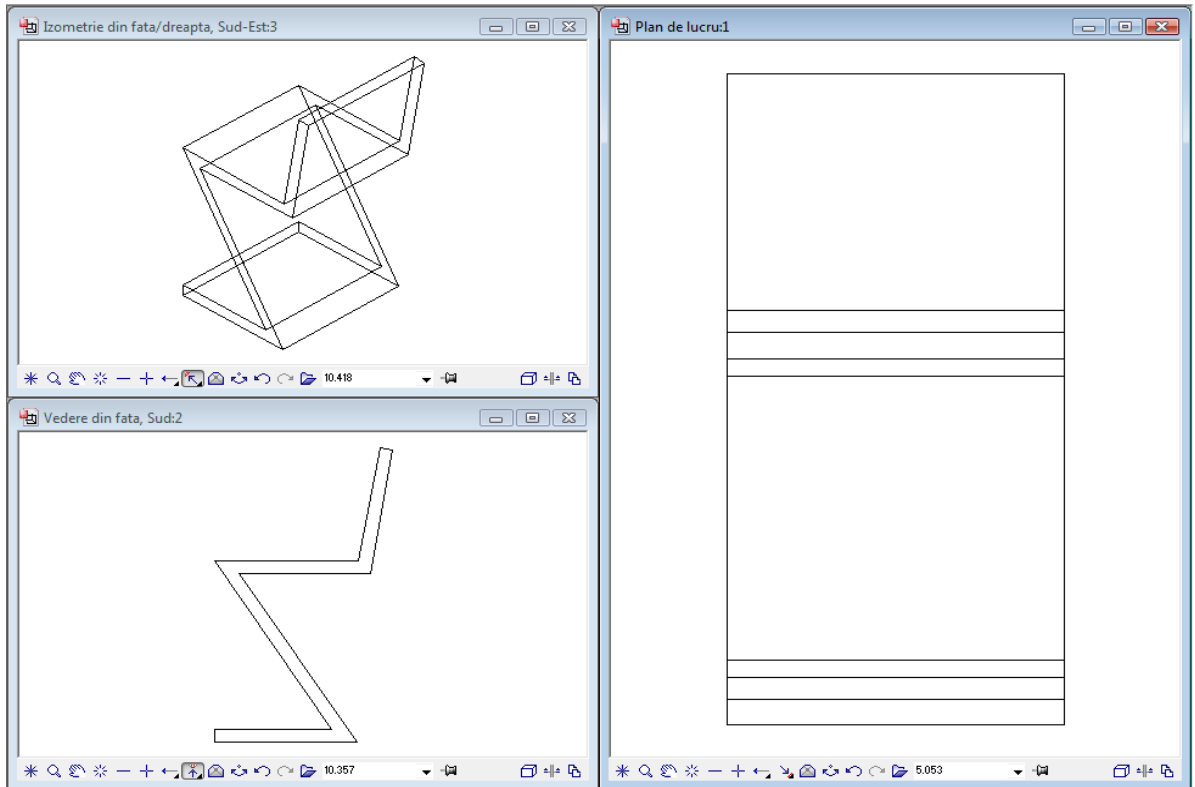 Izometrie din fata/dreapta, Sud-Est:3
10.418
Vedere din fata, Sud:2
10.357
Plan de lucru:1
5.053